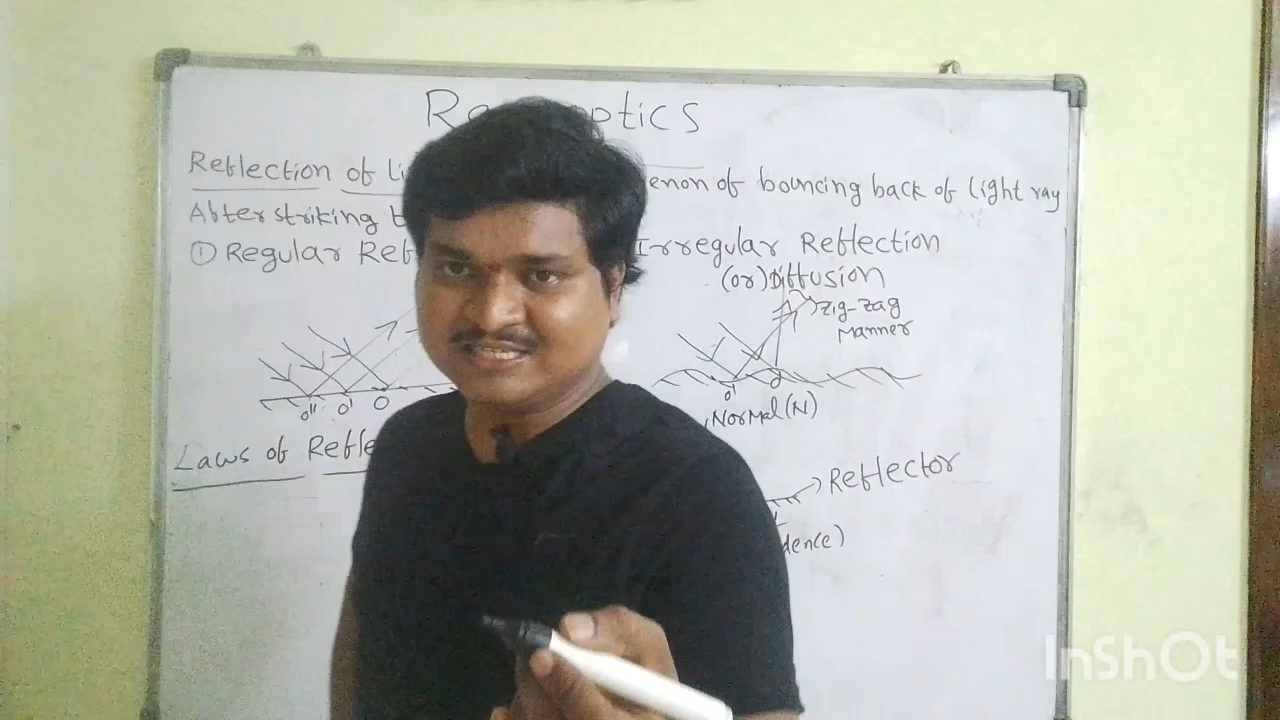 Ra optics
Reflection of li enon of bouncing back of light ray
After striking t
① Regular Ref Irregular Reflection
(or) Diffusion
Zig-Zag
Manner
O'' O' O
O'
Normal (N)
Laws of Refle
Reflector
dence)
InShOt